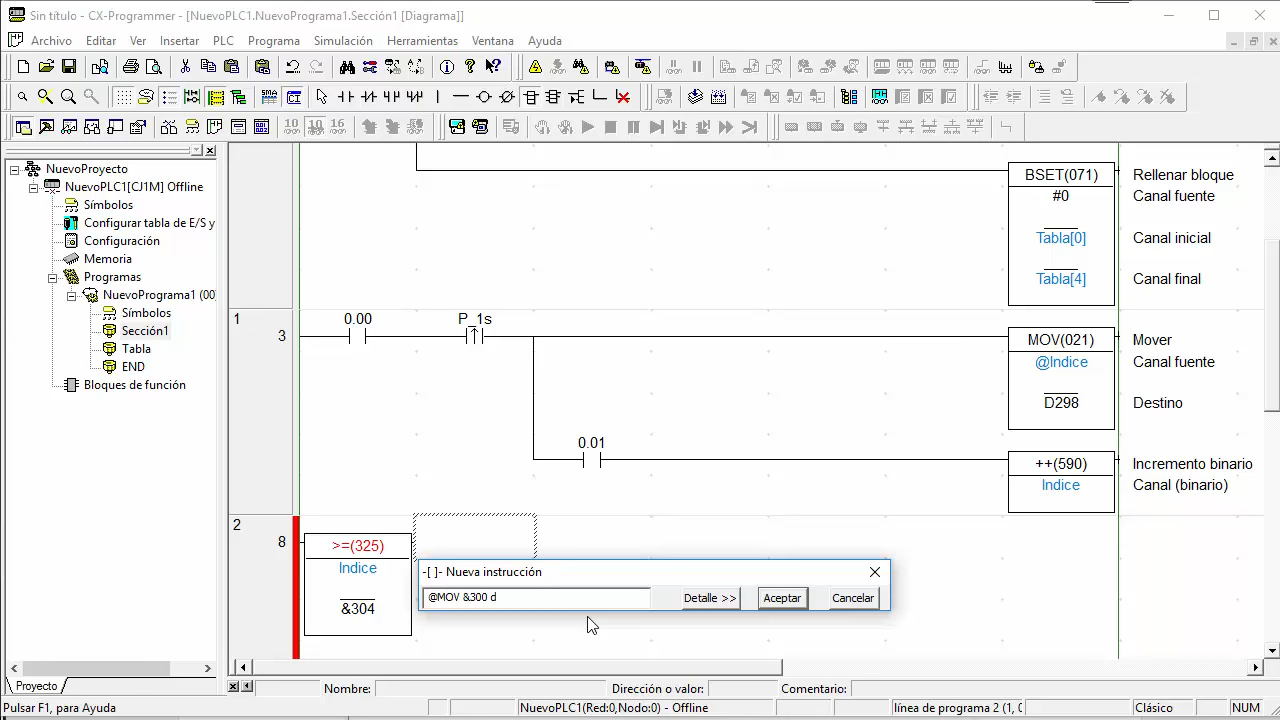 Sin título - CX-Programmer - [NuevoPLC1.NuevoPrograma1.Sección1 [Diagrama]]
Archivo Editar Ver Insertar PLC Programa Simulación Herramientas Ventana Ayuda
10 10 16
NuevoProyecto
NuevoPLC1[CJ1M] Offline
Símbolos
Configurar tabla de E/S y
Configuración
Memoria
Programas
NuevoPrograma1 (00
Símbolos
Sección1
Tabla
END
Bloques de función
Proyecto
BSET(071) Rellenar bloque
#0 Canal fuente
Tabla[0] Canal inicial
Tabla[4] Canal final
1
3
0.00 P_1s
MOV(021) Mover
@Indice Canal fuente
D298 Destino
0.01
++(590) Incremento binario
Indice Canal (binario)
2
8
>=(325)
Indice
&304
-[ ]- Nueva instrucción
@MOV &300 d Detalle >> Aceptar Cancelar
Nombre: Dirección o valor: Comentario:
Pulsar F1, para Ayuda NuevoPLC1(Red:0,Nodo:0) - Offline línea de programa 2 (1, Clásico NUM